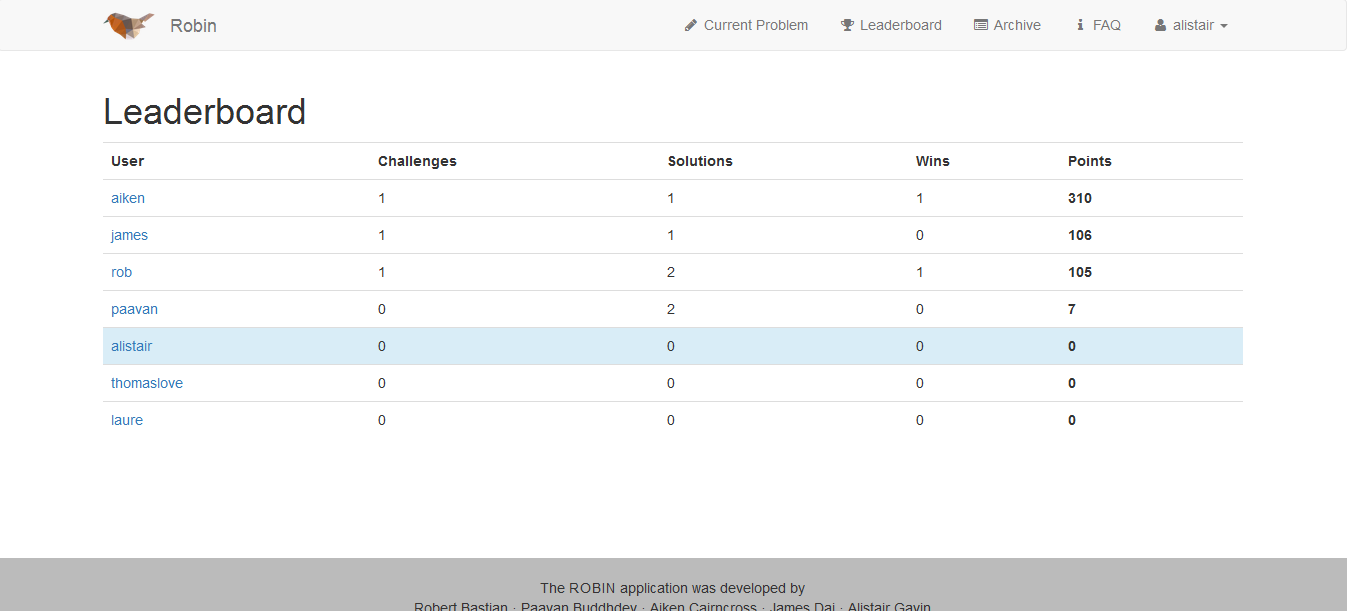 Robin Current Problem Leaderboard Archive FAQ alistair
Leaderboard
User Challenges Solutions Wins Points
aiken 1 1 1 310
james 1 1 0 106
rob 1 2 1 105
paavan 0 2 0 7
alistair 0 0 0 0
thomaslove 0 0 0 0
laure 0 0 0 0
The ROBIN application was developed by
Robert Bastian · Paavan Buddhdev · Aiken Cairncross · James Dai · Alistair Gavin